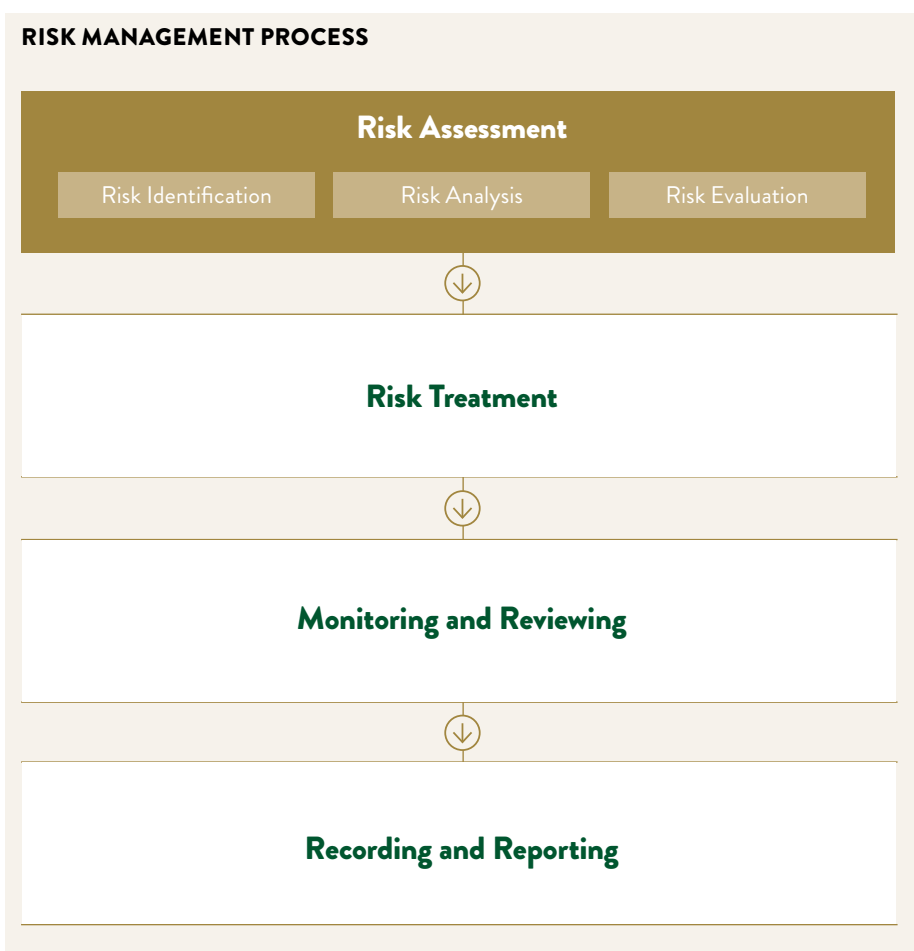 RISK MANAGEMENT PROCESS
Risk Assessment
Risk Identification
Risk Analysis
Risk Evaluation
Risk Treatment
Monitoring and Reviewing
Recording and Reporting